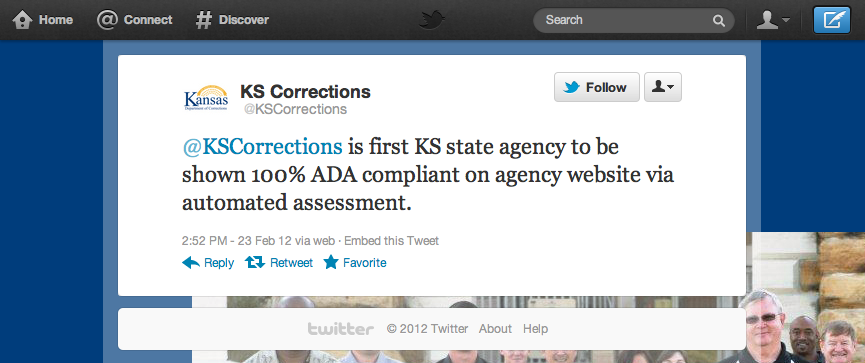 Home Connect Discover Search
Kansas
Department of Corrections
KS Corrections
@KSCorrections
Follow
@KSCorrections is first KS state agency to be
shown 100% ADA compliant on agency website via
automated assessment.
2:52 PM - 23 Feb 12 via web · Embed this Tweet
Reply Retweet Favorite
twitter © 2012 Twitter About Help